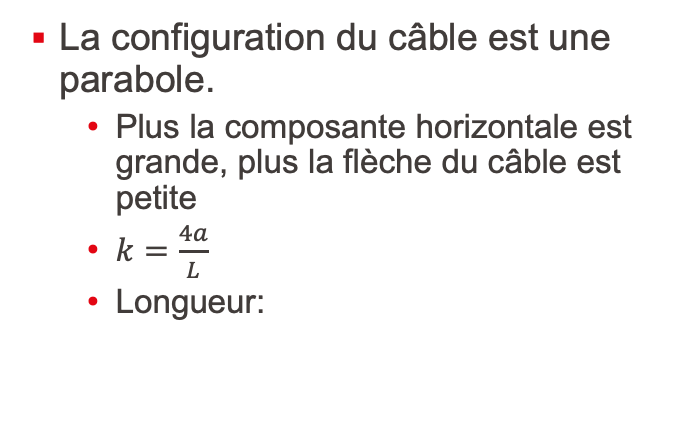 ▪ La configuration du câble est une
parabole.
• Plus la composante horizontale est
grande, plus la flèche du câble est
petite
• k = 4a/L
• Longueur: